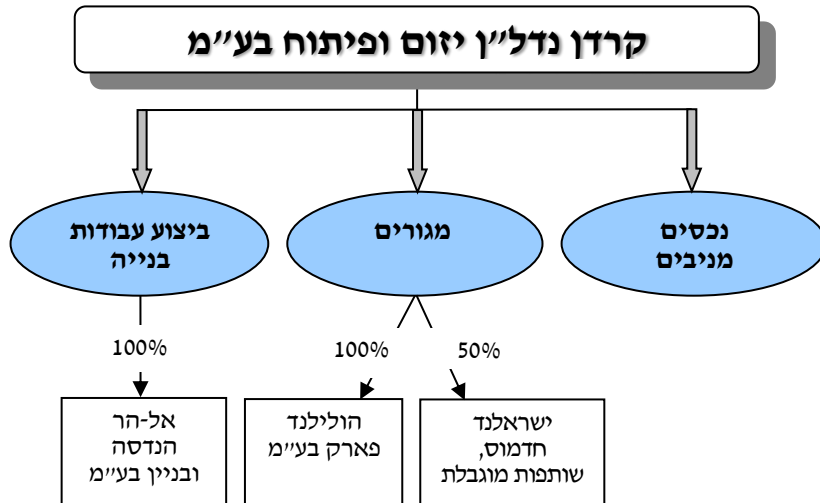 קרדן נדל״ן יזום ופיתוח בע״מ
נכסים
מניבים
מגורים
ביצוע עבודות
בנייה
50%
100%
100%
ישראלנד
חדמוס,
שותפות מוגבלת
הולילנד
פארק בע״מ
אל-הר
הנדסה
ובניין בע״מ